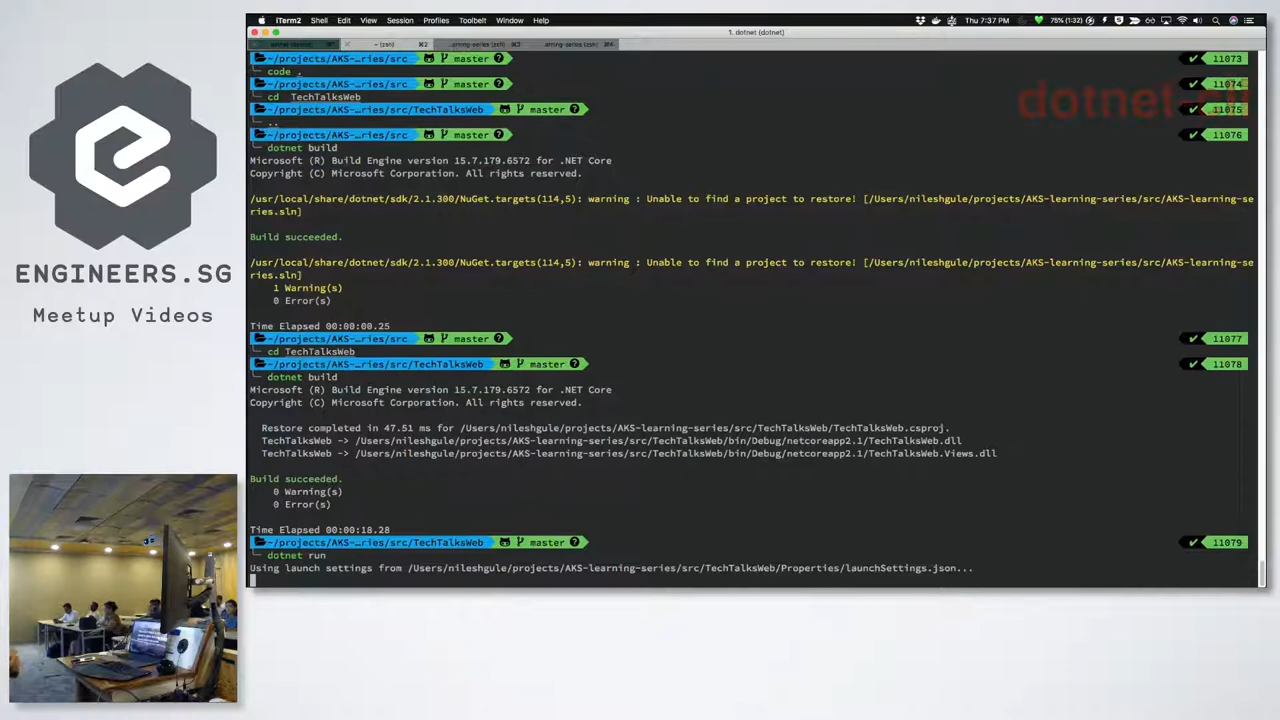 iTerm2 Shell Edit View Session Profiles Toolbelt Window Help
75% (1:32) Thu 7:37 PM
1. dotnet (dotnet)
~ (zsh) ⌘2 ..arning-series (zsh) ⌘3 ..arning-series (zsh) ⌘4
~/projects/AKS-…ries/src master ✔ 11073
code .
~/projects/AKS-…ries/src master ✔ 11074
cd TechTalksWeb
~/projects/AKS-…ries/src/TechTalksWeb master ✔ 11075
..
~/projects/AKS-…ries/src master ✔ 11076
dotnet build
Microsoft (R) Build Engine version 15.7.179.6572 for .NET Core
Copyright (C) Microsoft Corporation. All rights reserved.
/usr/local/share/dotnet/sdk/2.1.300/NuGet.targets(114,5): warning : Unable to find a project to restore! [/Users/nileshgule/projects/AKS-learning-series/src/AKS-learning-se
ries.sln]
Build succeeded.
/usr/local/share/dotnet/sdk/2.1.300/NuGet.targets(114,5): warning : Unable to find a project to restore! [/Users/nileshgule/projects/AKS-learning-series/src/AKS-learning-se
ries.sln]
1 Warning(s)
0 Error(s)
Time Elapsed 00:00:00.25
~/projects/AKS-…ries/src master ✔ 11077
cd TechTalksWeb
~/projects/AKS-…ries/src/TechTalksWeb master ✔ 11078
dotnet build
Microsoft (R) Build Engine version 15.7.179.6572 for .NET Core
Copyright (C) Microsoft Corporation. All rights reserved.
Restore completed in 47.51 ms for /Users/nileshgule/projects/AKS-learning-series/src/TechTalksWeb/TechTalksWeb.csproj.
TechTalksWeb -> /Users/nileshgule/projects/AKS-learning-series/src/TechTalksWeb/bin/Debug/netcoreapp2.1/TechTalksWeb.dll
TechTalksWeb -> /Users/nileshgule/projects/AKS-learning-series/src/TechTalksWeb/bin/Debug/netcoreapp2.1/TechTalksWeb.Views.dll
Build succeeded.
0 Warning(s)
0 Error(s)
Time Elapsed 00:00:18.28
~/projects/AKS-…ries/src/TechTalksWeb master ✔ 11079
dotnet run
Using launch settings from /Users/nileshgule/projects/AKS-learning-series/src/TechTalksWeb/Properties/launchSettings.json...
ENGINEERS.SG
Meetup Videos